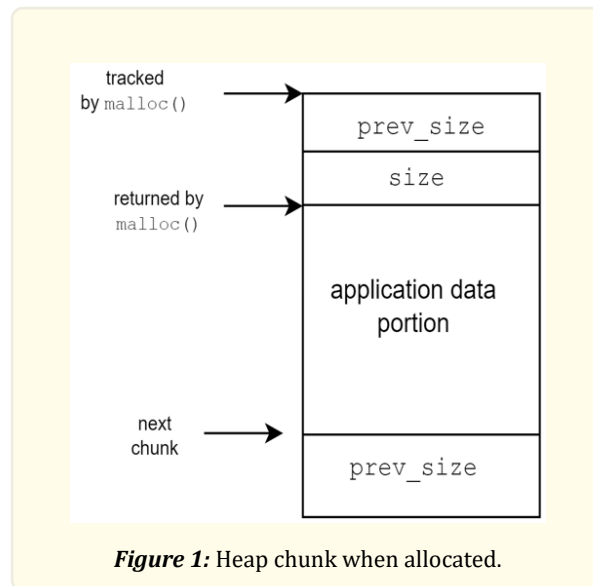 tracked
by malloc()
prev_size
size
returned by
malloc()
application data
portion
next
chunk
prev_size
Figure 1: Heap chunk when allocated.